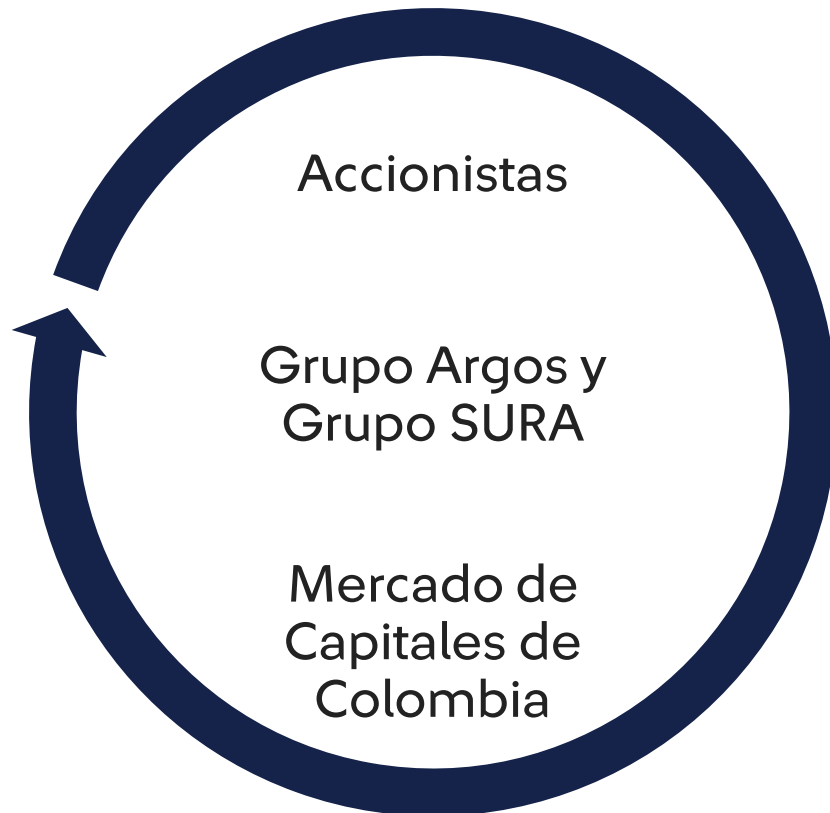 Accionistas
Grupo Argos y
Grupo SURA
Mercado de
Capitales de
Colombia